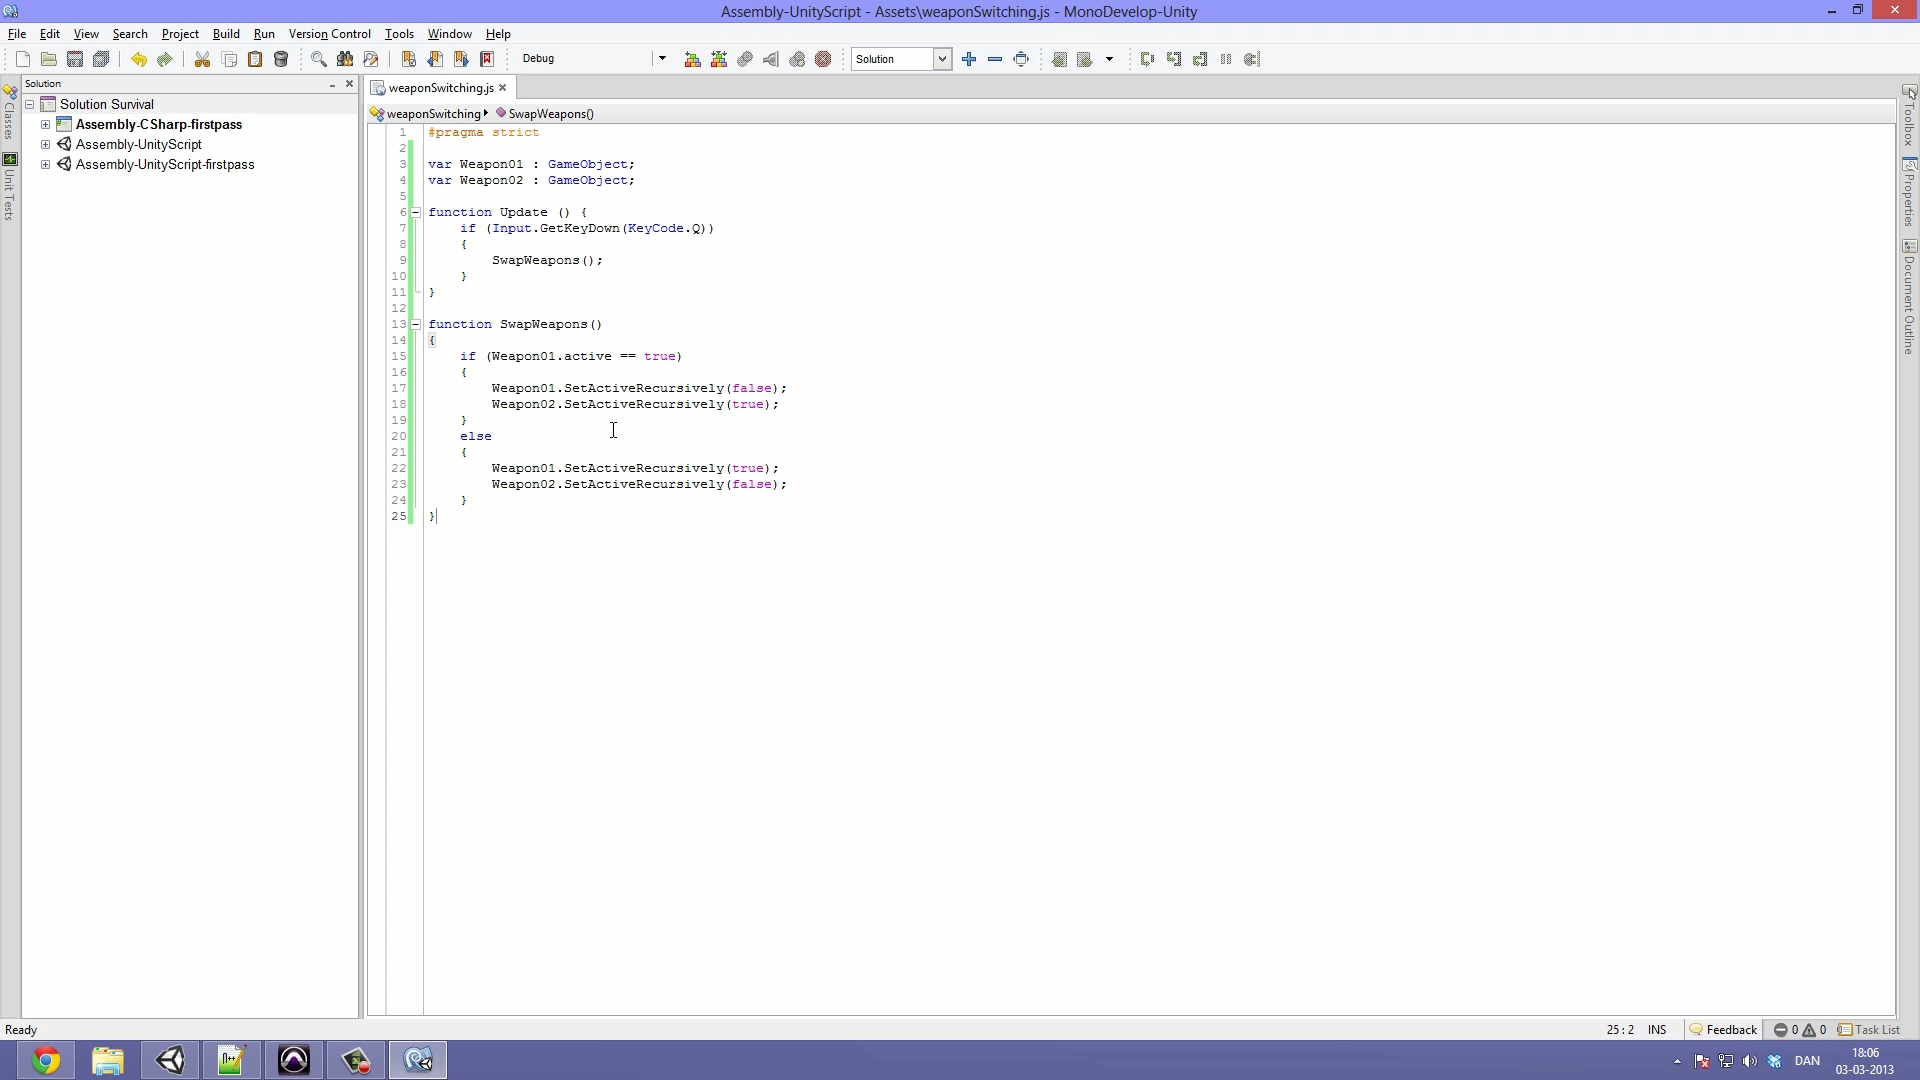 Assembly-UnityScript - Assets\weaponSwitching.js - MonoDevelop-Unity
File Edit View Search Project Build Run Version Control Tools Window Help
Debug
Solution
Solution
Solution Survival
Assembly-CSharp-firstpass
Assembly-UnityScript
Assembly-UnityScript-firstpass
Classes
Unit Tests
weaponSwitching.js
weaponSwitching SwapWeapons()
1 #pragma strict
2
3 var Weapon01 : GameObject;
4 var Weapon02 : GameObject;
5
6 function Update () {
7 if (Input.GetKeyDown(KeyCode.Q))
8 {
9 SwapWeapons();
10 }
11 }
12
13 function SwapWeapons()
14 {
15 if (Weapon01.active == true)
16 {
17 Weapon01.SetActiveRecursively(false);
18 Weapon02.SetActiveRecursively(true);
19 }
20 else
21 {
22 Weapon01.SetActiveRecursively(true);
23 Weapon02.SetActiveRecursively(false);
24 }
25 }
Toolbox
Properties
Document Outline
Ready
25 : 2 INS Feedback 0 0 Task List
DAN
18:06
03-03-2013